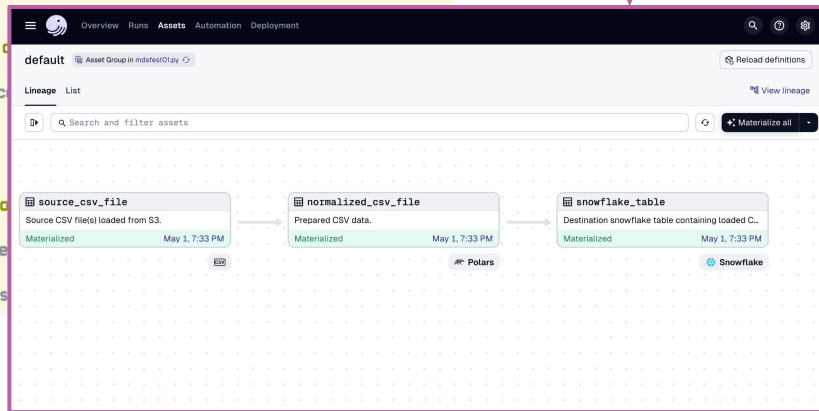 Overview Runs Assets Automation Deployment
default Asset Group in mdsfest01.py
Reload definitions
Lineage List
View lineage
Search and filter assets
Materialize all
source_csv_file
Source CSV file(s) loaded from S3.
Materialized May 1, 7:33 PM
CSV
normalized_csv_file
Prepared CSV data.
Materialized May 1, 7:33 PM
Polars
snowflake_table
Destination snowflake table containing loaded C...
Materialized May 1, 7:33 PM
Snowflake